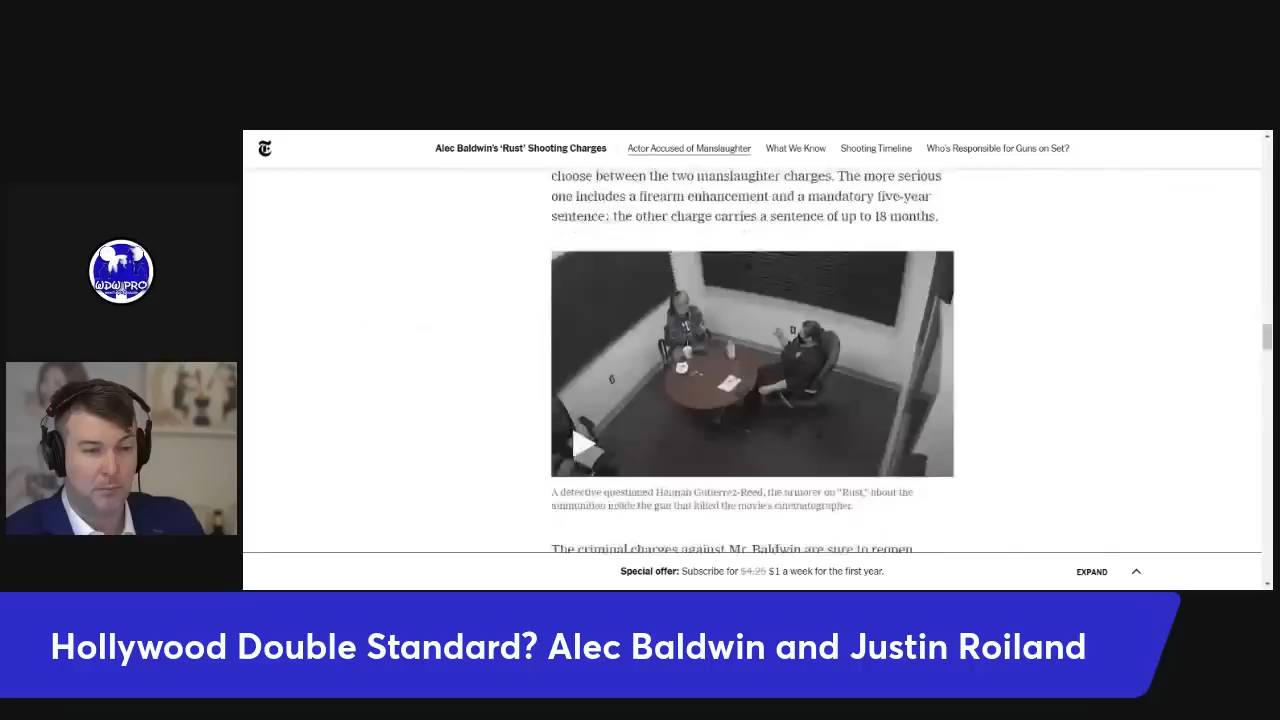 Alec Baldwin's 'Rust' Shooting Charges Actor Accused of Manslaughter What We Know Shooting Timeline Who's Responsible for Guns on Set?
choose between the two manslaughter charges. The more serious
one includes a firearm enhancement and a mandatory five-year
sentence; the other charge carries a sentence of up to 18 months.
WDW PRO
A detective questioned Hannah Gutierrez-Reed, the armorer on "Rust," about the
ammunition inside the gun that killed the movie's cinematographer.
The criminal charges against Mr. Baldwin are sure to reopen
Special offer: Subscribe for $4.25 $1 a week for the first year. EXPAND
Hollywood Double Standard? Alec Baldwin and Justin Roiland